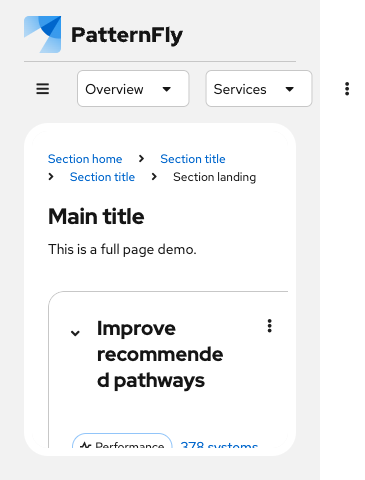 PatternFly
Overview
Services
Section home
Section title
Section title
Section landing
Main title
This is a full page demo.
Improve
recommende
d pathways
Performance
378 systems